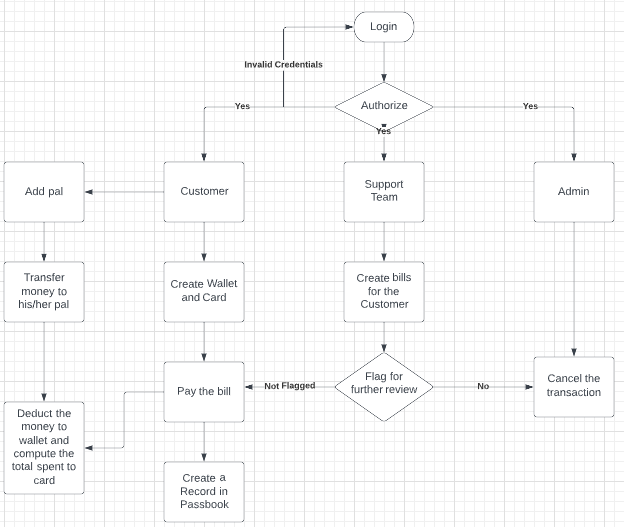 Login
Invalid Credentials
Authorize
Yes
Yes
Yes
Add pal
Customer
Support
Team
Admin
Transfer
money to
his/her pal
Create Wallet
and Card
Create bills
for the
Customer
Pay the bill
Not Flagged
Flag for
further review
No
Cancel the
transaction
Deduct the
money to
wallet and
compute the
total spent to
card
Create a
Record in
Passbook